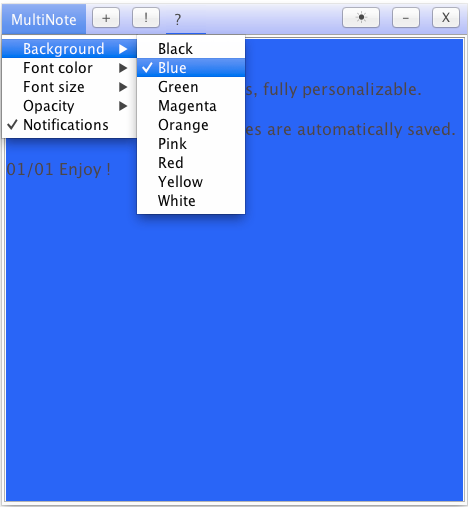 MultiNote + ! ? - X
Background
Font color
Font size
Opacity
Notifications
Black
Blue
Green
Magenta
Orange
Pink
Red
Yellow
White
s, fully personalizable.
es are automatically saved.
01/01 Enjoy !